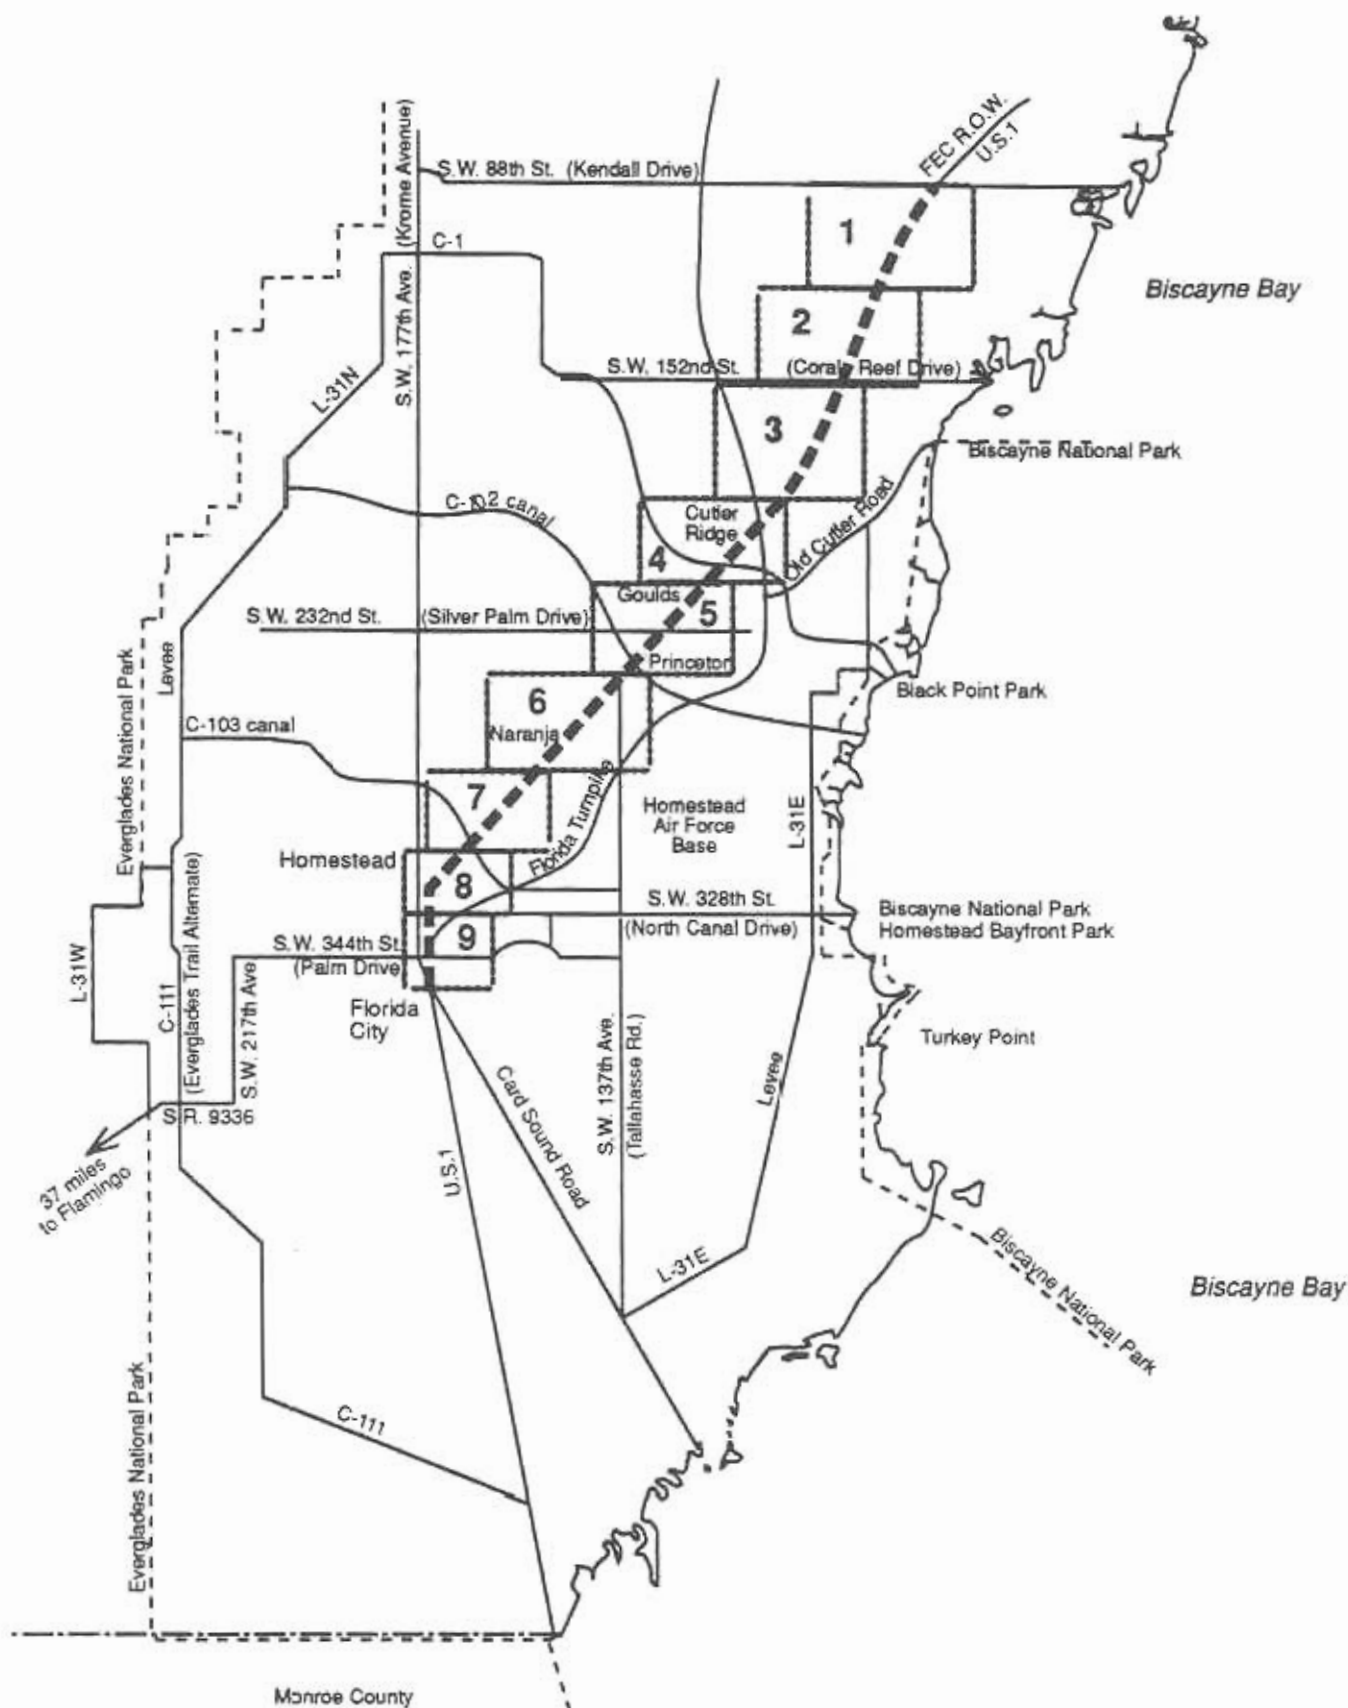 FEC R.O.W.
U.S.1
(Krome Avenue)
S.W. 88th St. (Kendall Drive)
1
C-1
Biscayne Bay
S.W. 177th Ave.
2
S.W. 152nd St. (Coral Reef Drive)
L-31N
3
Biscayne National Park
C-102 canal
Cutler
Ridge
Old Cutler Road
4
Goulds
5
S.W. 232nd St. (Silver Palm Drive)
Princeton
Everglades National Park
Levee
Black Point Park
6
Naranja
C-103 canal
7
Florida Turnpike
Homestead
Air Force
Base
L-31E
Homestead
8
S.W. 328th St.
(North Canal Drive)
Biscayne National Park
Homestead Bayfront Park
9
S.W. 344th St.
(Palm Drive)
L-31W
C-111
(Everglades Trail Alternate)
S.W. 217th Ave
Florida
City
Turkey Point
S.W. 137th Ave.
(Tallahasse Rd.)
Card Sound Road
Levee
S.R. 9336
U.S.1
37 miles
to Flamingo
L-31E
Biscayne National Park
Biscayne Bay
Everglades National Park
C-111
Monroe County